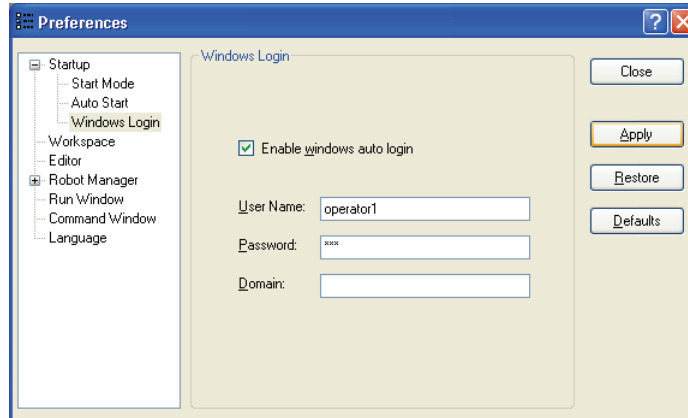 Preferences
Startup
Start Mode
Auto Start
Windows Login
Workspace
Editor
Robot Manager
Run Window
Command Window
Language
Windows Login
Enable windows auto login
User Name: operator1
Password: ***
Domain:
Close
Apply
Restore
Defaults